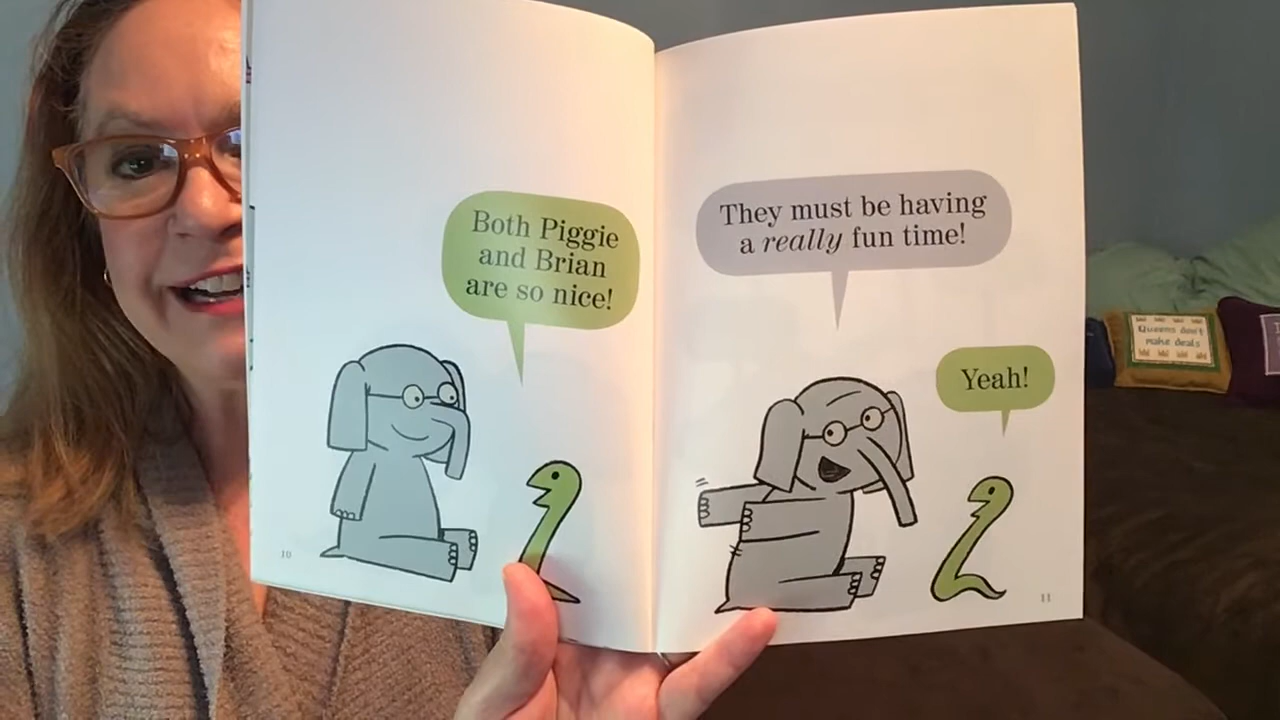 Both Piggie
and Brian
are so nice!
10
They must be having
a really fun time!
Yeah!
11
Queens don't
make deals